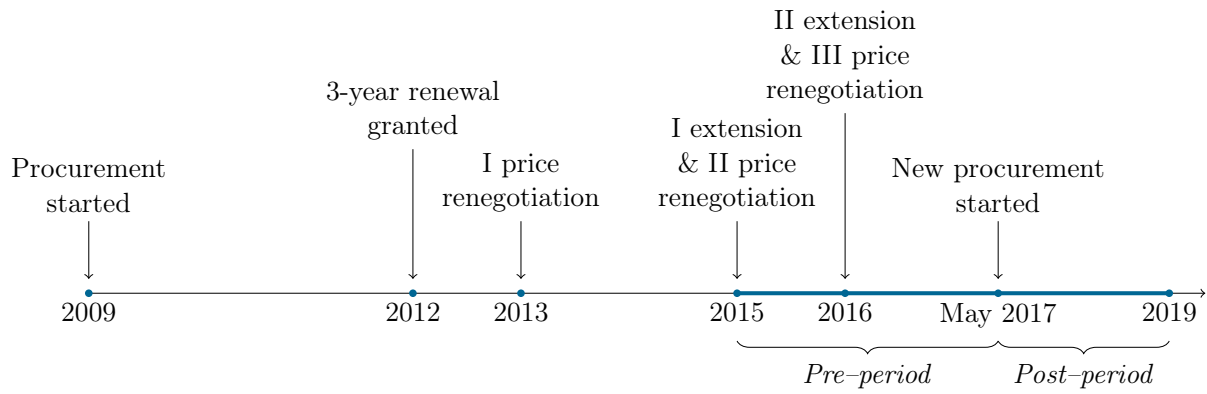 II extension
& III price
renegotiation
3-year renewal
granted
I extension
& II price
renegotiation
Procurement
started
I price
renegotiation
New procurement
started
2009
2012
2013
2015
2016
May 2017
2019
Pre–period
Post–period